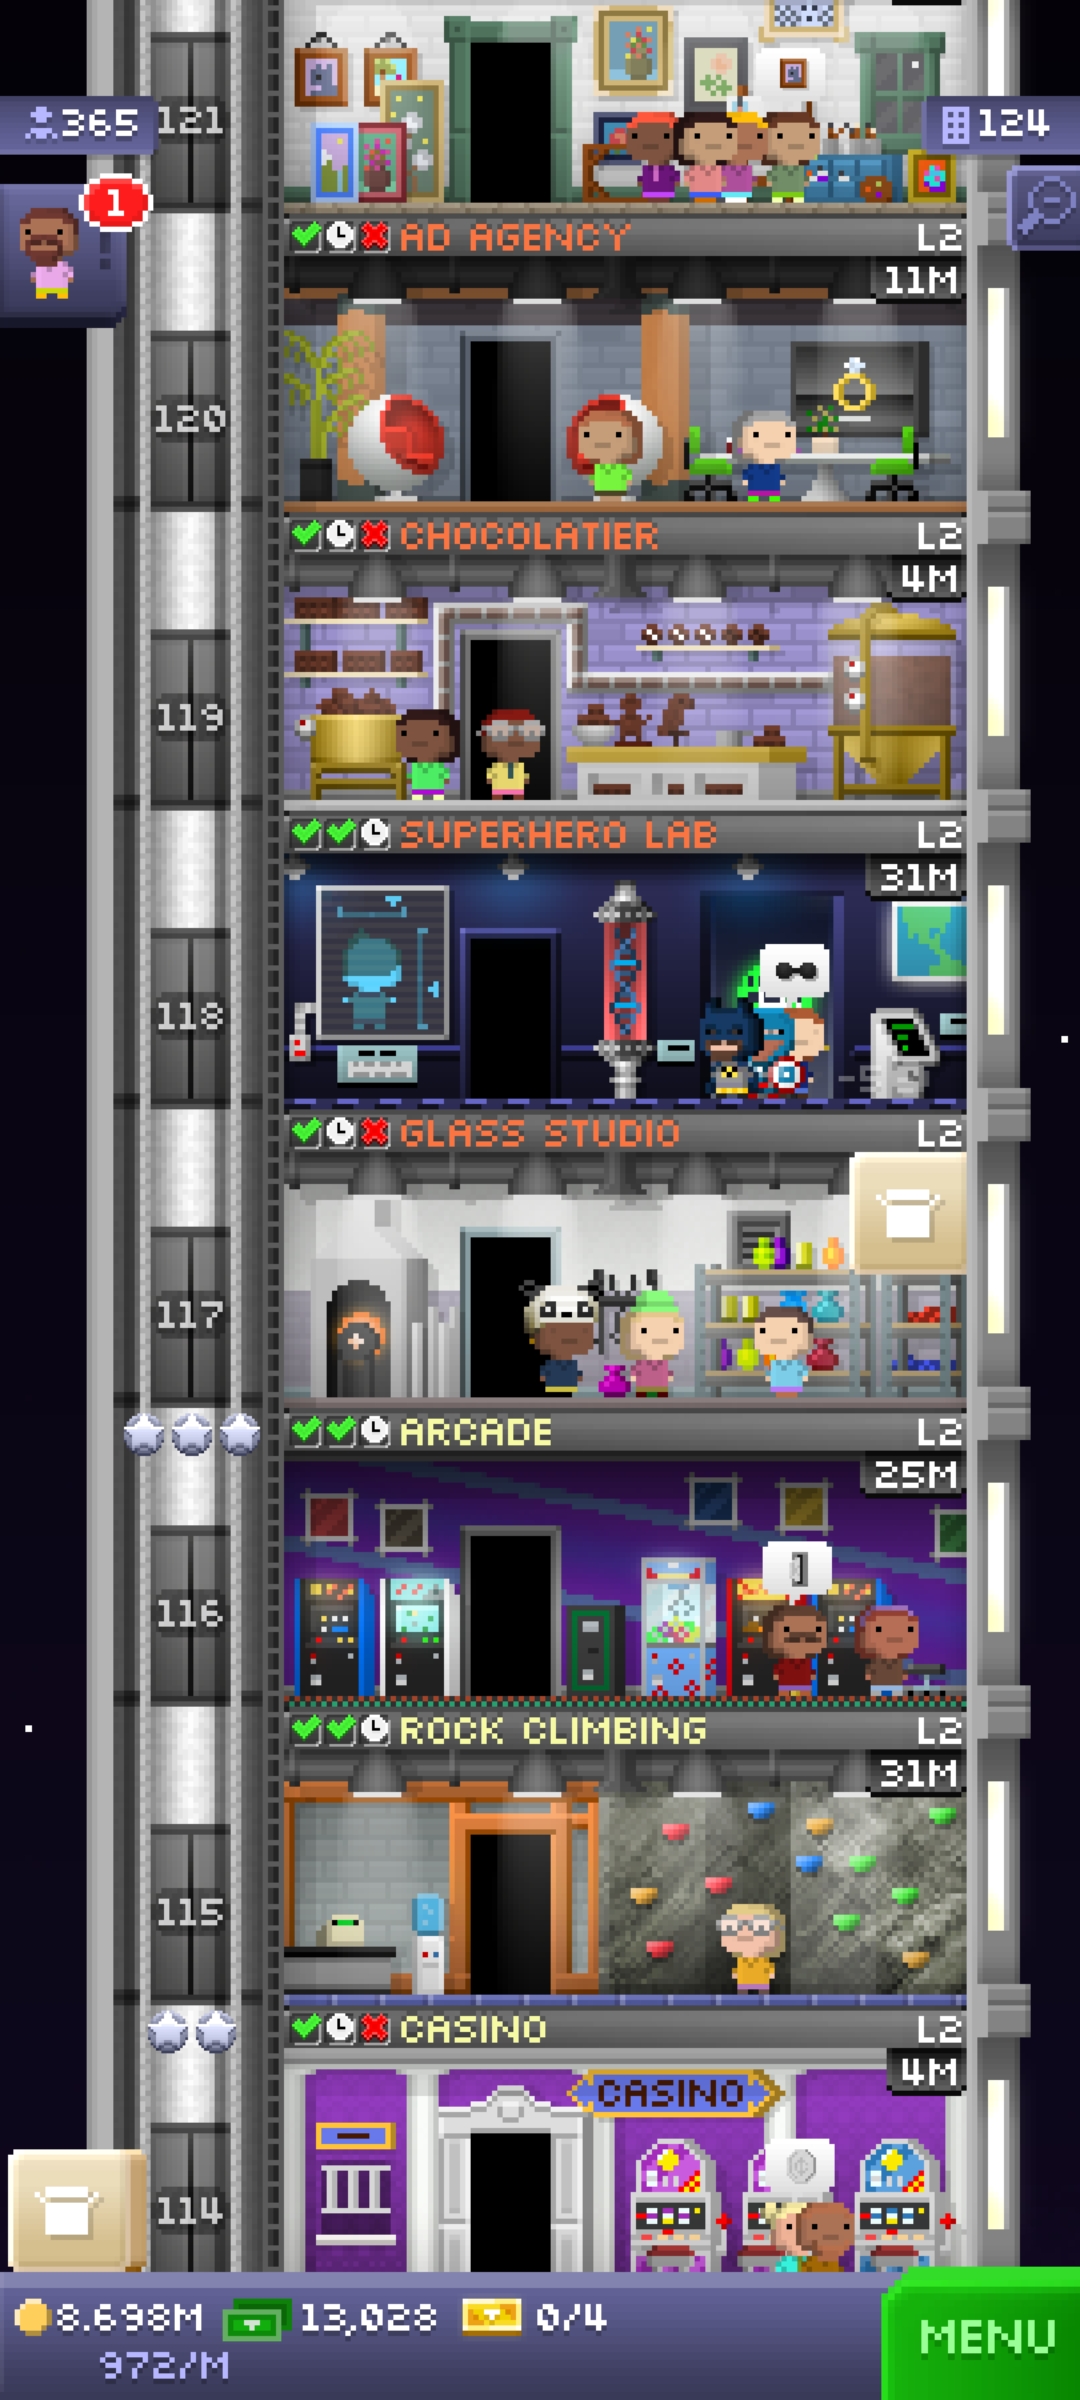 121
365
124
1
AD AGENCY L2
11M
120
CHOCOLATIER L2
4M
119
SUPERHERO LAB L2
31M
118
GLASS STUDIO L2
117
ARCADE L2
25M
116
ROCK CLIMBING L2
31M
115
CASINO L2
4M
CASINO
114
8.698M 13,028 0/4
972/M
MENU